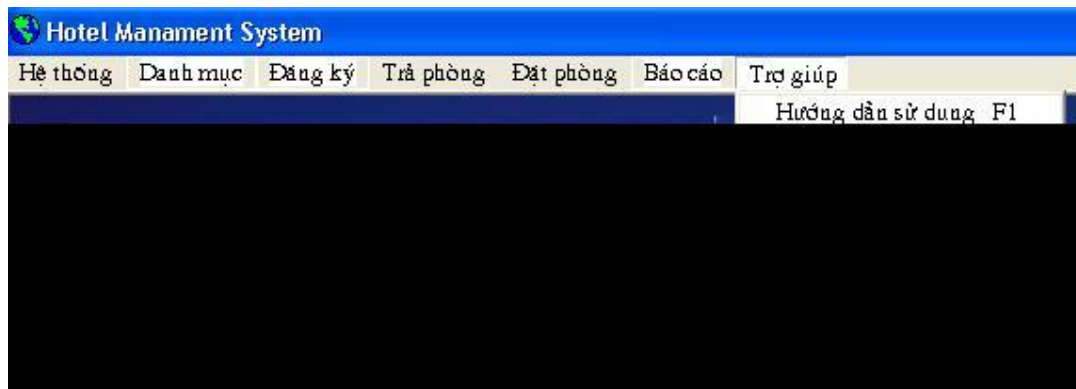 Hotel Manament System
Hệ thống Danh mục Đăng ký Trả phòng Đặt phòng Báo cáo Trợ giúp
Hướng dẫn sử dung F1